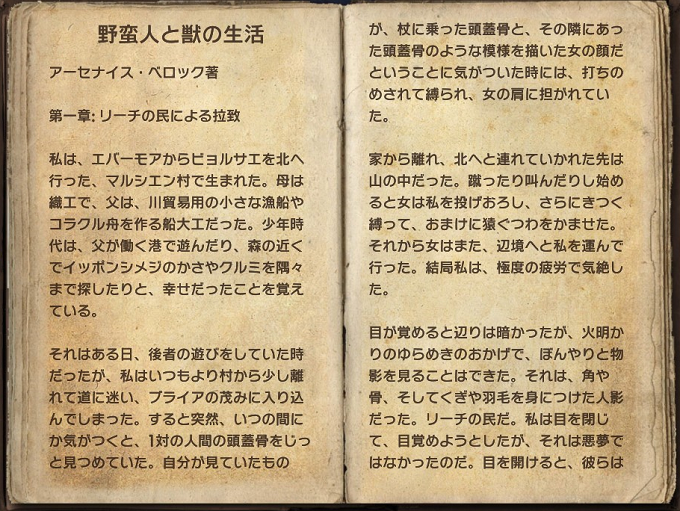 野蛮人と獣の生活
アーセナイス・ベロック著
第一章: リーチの民による拉致
私は、エバーモアからビョルサエを北へ
行った、マルシエン村で生まれた。母は
織工で、父は、川貿易用の小さな漁船や
コラクル舟を作る船大工だった。少年時
代は、父が働く港で遊んだり、森の近く
でイッポンシメジのかさやクルミを隅々
まで探したりと、幸せだったことを覚え
ている。
それはある日、後者の遊びをしていた時
だったが、私はいつもより村から少し離
れて道に迷い、ブライアの茂みに入り込
んでしまった。すると突然、いつの間に
か気がつくと、1対の人間の頭蓋骨をじっ
と見つめていた。自分が見ていたもの
が、杖に乗った頭蓋骨と、その隣にあっ
た頭蓋骨のような模様を描いた女の顔だ
ということに気がついた時には、打ちの
めされて縛られ、女の肩に担がれてい
た。
家から離れ、北へと連れていかれた先は
山の中だった。蹴ったり叫んだりし始め
ると女は私を投げおろし、さらにきつく
縛って、おまけに猿ぐつわをかませた。
それから女はまた、辺境へと私を運んで
行った。結局私は、極度の疲労で気絶し
た。
目が覚めると辺りは暗かったが、火明か
りのゆらめきのおかげで、ぼんやりと物
影を見ることはできた。それは、角や
骨、そしてくぎや羽毛を身につけた人影
だった。リーチの民だ。私は目を閉じ
て、目覚めようとしたが、それは悪夢で
はなかったのだ。目を開けると、彼らは